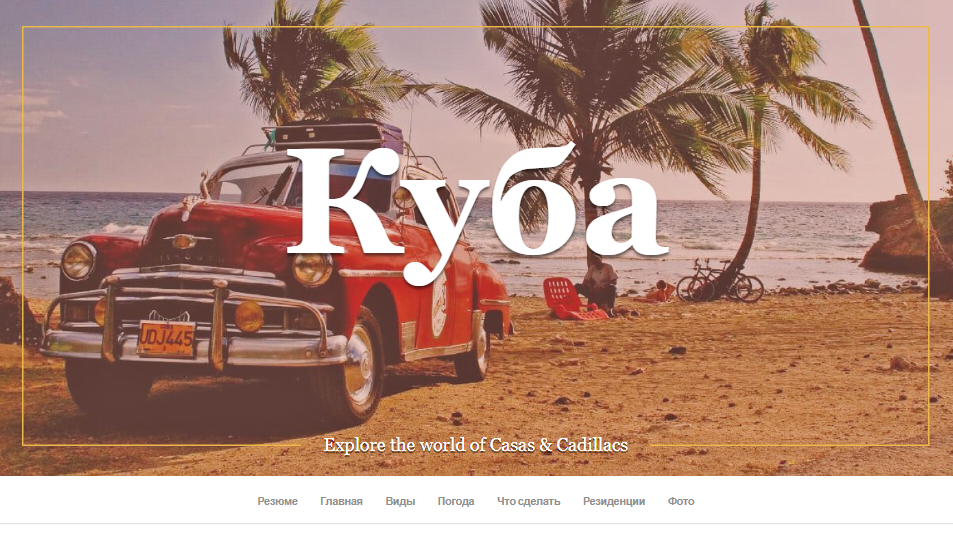 Куба
UDJ445
Explore the world of Casas & Cadillacs
Резюме Главная Виды Погода Что сделать Резиденции Фото